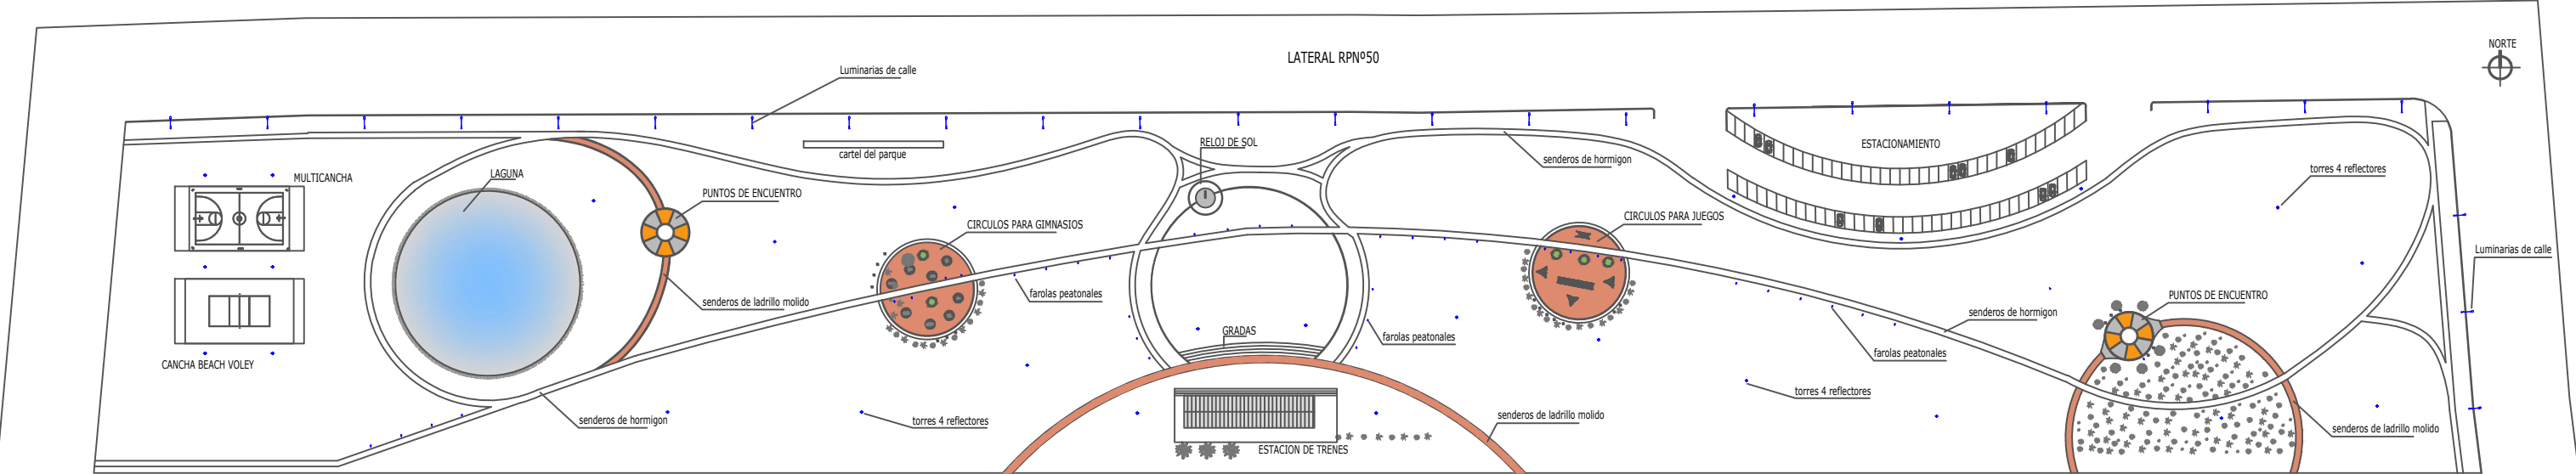 LATERAL RPNº50
NORTE
Luminarias de calle
cartel del parque
RELOJ DE SOL
ESTACIONAMIENTO
senderos de hormigon
torres 4 reflectores
MULTICANCHA
LAGUNA
PUNTOS DE ENCUENTRO
CIRCULOS PARA GIMNASIOS
CIRCULOS PARA JUEGOS
Luminarias de calle
senderos de ladrillo molido
farolas peatonales
PUNTOS DE ENCUENTRO
senderos de hormigon
GRADAS
farolas peatonales
farolas peatonales
CANCHA BEACH VOLEY
torres 4 reflectores
senderos de hormigon
torres 4 reflectores
senderos de ladrillo molido
senderos de ladrillo molido
ESTACION DE TRENES